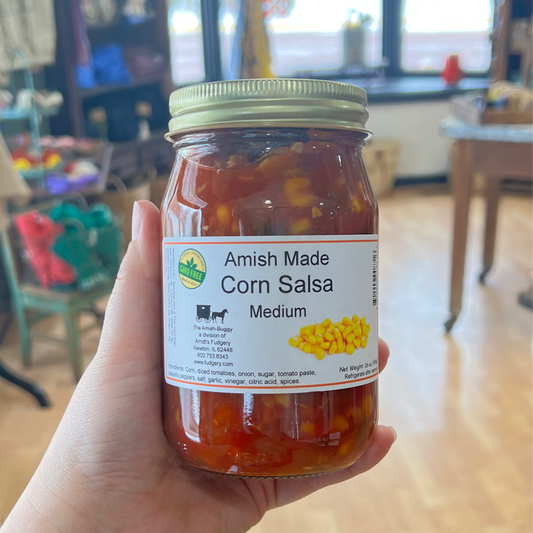 Amish Made
Corn Salsa
Medium
GMO FREE
The Amish Buggy
a division of
Arndt's Fudgery
Newton, IL 62448
800.753.8343
www.fudgery.com
Ingredients: Corn, diced tomatoes, onion, sugar, tomato paste,
peppers, salt, garlic, vinegar, citric acid, spices.
Net Weight: oz
Refrigerate after